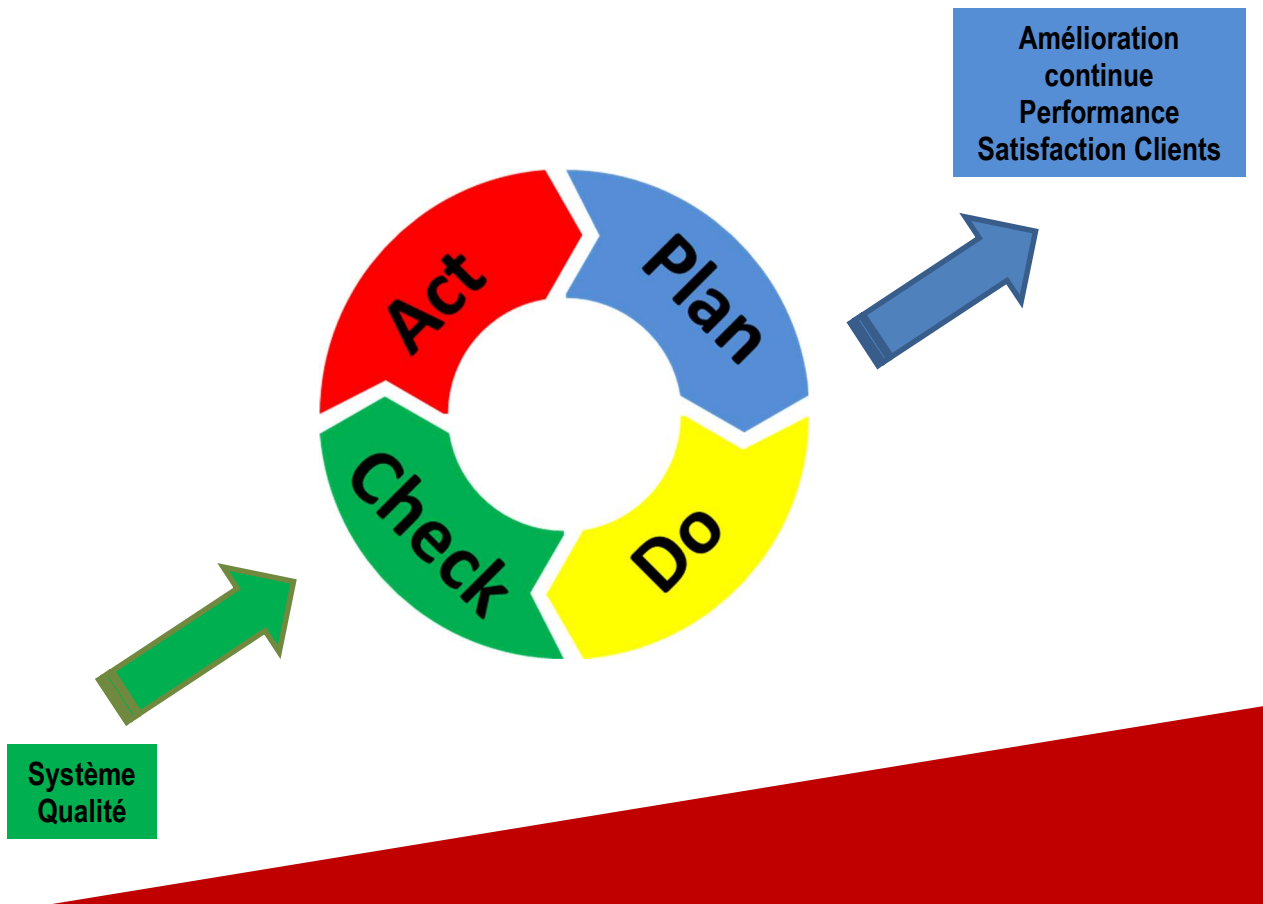 Amélioration
continue
Performance
Satisfaction Clients
Act
Plan
Check
Do
Système
Qualité